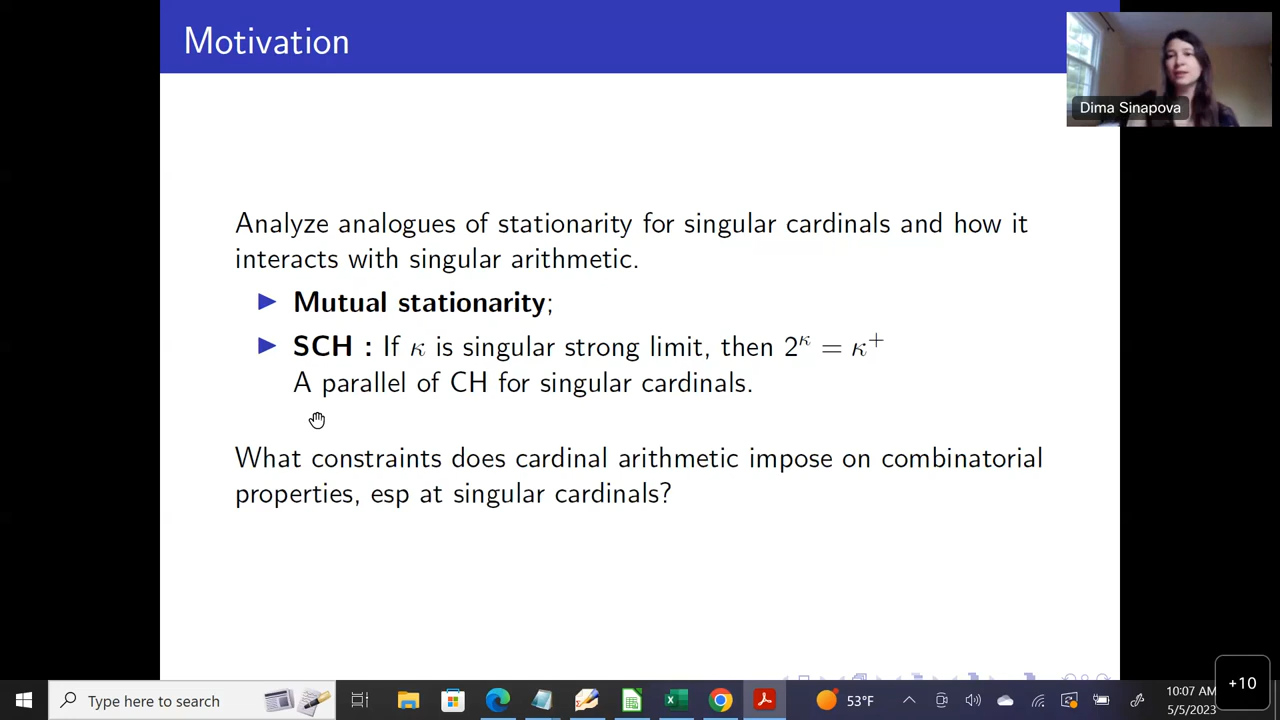 Motivation
Dima Sinapova
Analyze analogues of stationarity for singular cardinals and how it
interacts with singular arithmetic.
▶ Mutual stationarity;
▶ SCH : If κ is singular strong limit, then 2^κ = κ^+
A parallel of CH for singular cardinals.
What constraints does cardinal arithmetic impose on combinatorial
properties, esp at singular cardinals?
+10
Type here to search
53°F
10:07 AM
5/5/2023